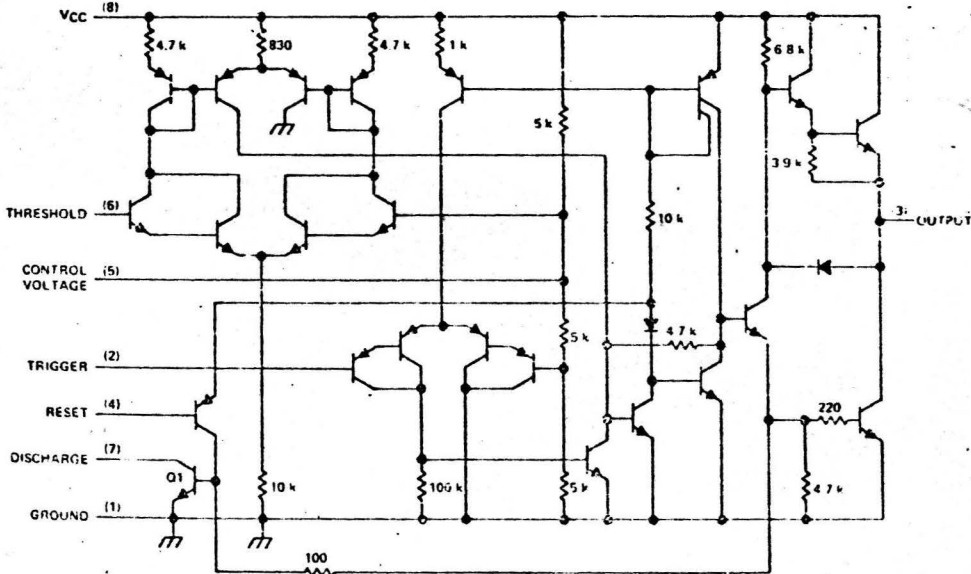 VCC (8)
4.7 k 830 4.7 k 1 k 6.8 k
5 k
3.9 k
THRESHOLD (6) 10 k 3) OUTPUT
CONTROL (5)
VOLTAGE
5 k 4.7 k
TRIGGER (2)
RESET (4) 220
DISCHARGE (7)
Q1 10 k 100 k 5 k 4.7 k
GROUND (1)
100